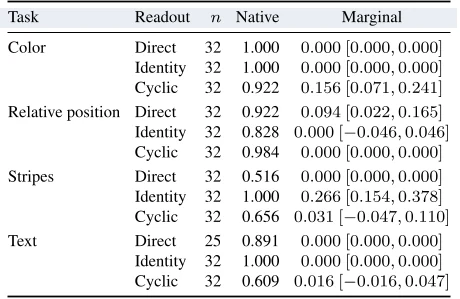 Task Readout n Native Marginal
Color Direct 32 1.000 0.000 [0.000, 0.000]
Identity 32 1.000 0.000 [0.000, 0.000]
Cyclic 32 0.922 0.156 [0.071, 0.241]
Relative position Direct 32 0.922 0.094 [0.022, 0.165]
Identity 32 0.828 0.000 [−0.046, 0.046]
Cyclic 32 0.984 0.000 [0.000, 0.000]
Stripes Direct 32 0.516 0.000 [0.000, 0.000]
Identity 32 1.000 0.266 [0.154, 0.378]
Cyclic 32 0.656 0.031 [−0.047, 0.110]
Text Direct 25 0.891 0.000 [0.000, 0.000]
Identity 32 1.000 0.000 [0.000, 0.000]
Cyclic 32 0.609 0.016 [−0.016, 0.047]